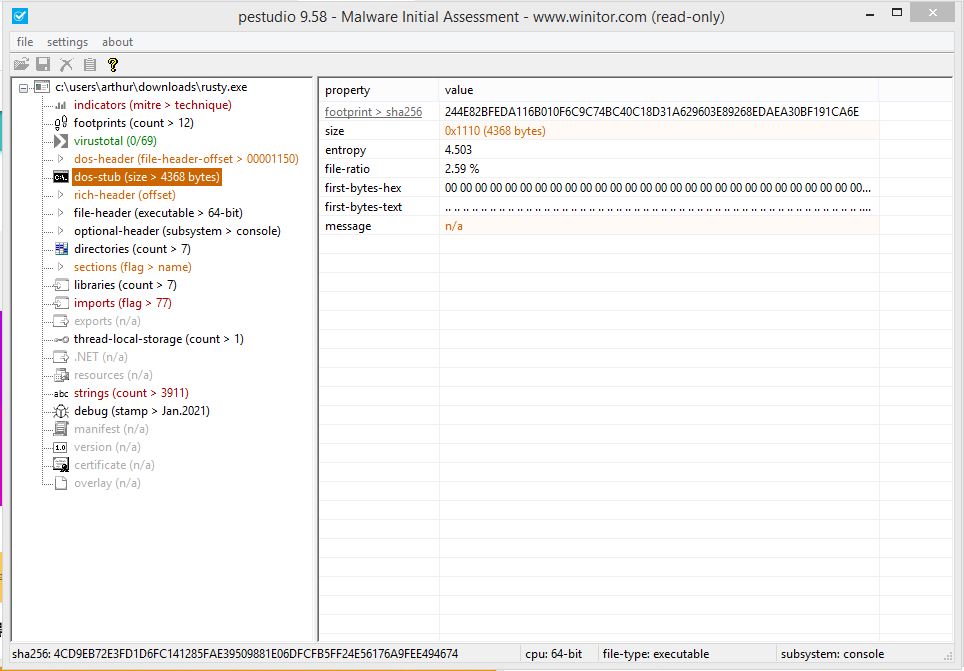 pestudio 9.58 - Malware Initial Assessment - www.winitor.com (read-only)
file settings about
c:\users\arthur\downloads\rusty.exe
indicators (mitre > technique)
footprints (count > 12)
virustotal (0/69)
dos-header (file-header-offset > 00001150)
dos-stub (size > 4368 bytes)
rich-header (offset)
file-header (executable > 64-bit)
optional-header (subsystem > console)
directories (count > 7)
sections (flag > name)
libraries (count > 7)
imports (flag > 77)
exports (n/a)
thread-local-storage (count > 1)
.NET (n/a)
resources (n/a)
abc strings (count > 3911)
debug (stamp > Jan.2021)
manifest (n/a)
1.0 version (n/a)
certificate (n/a)
overlay (n/a)
property value
footprint > sha256 244E82BFEDA116B010F6C9C74BC40C18D31A629603E89268EDAEA30BF191CA6E
size 0x1110 (4368 bytes)
entropy 4.503
file-ratio 2.59 %
first-bytes-hex 00 00 00 00 00 00 00 00 00 00 00 00 00 00 00 00 00 00 00 00 00 00 00 00 00 00 00 00...
first-bytes-text .. .. .. .. .. .. .. .. .. .. .. .. .. .. .. .. .. .. .. .. .. .. .. .. .. .. .. .. .. .. .. .. .. .. .. .. .. .. .. .. .. .. .. .. .. .. ....
message n/a
sha256: 4CD9EB72E3FD1D6FC141285FAE39509881E06DFCFB5FF24E56176A9FEE494674 cpu: 64-bit file-type: executable subsystem: console